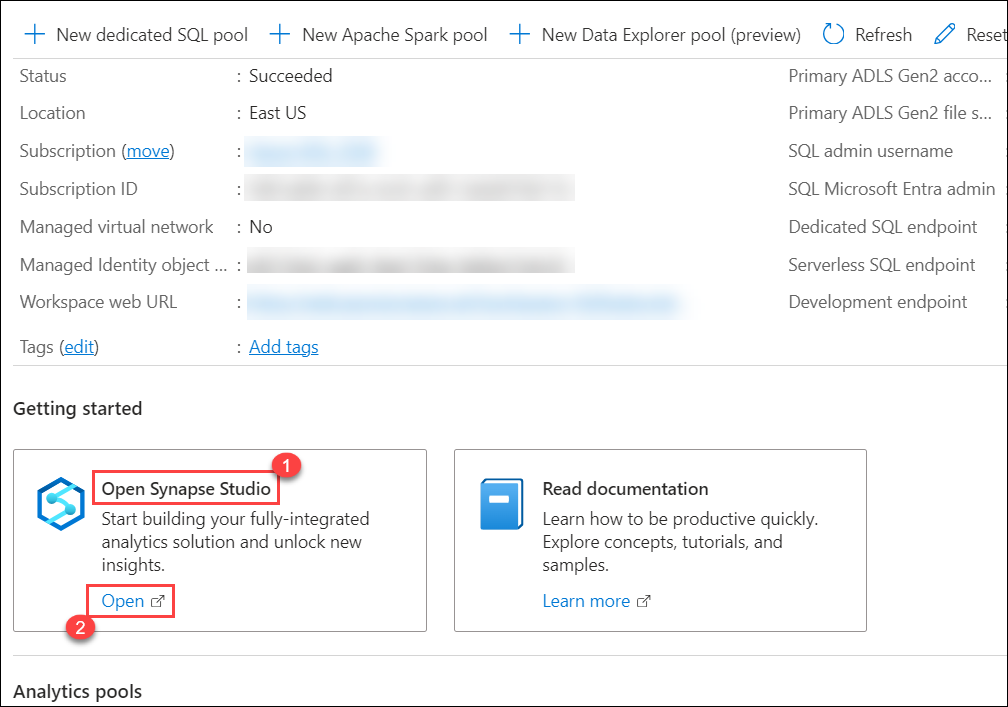 New dedicated SQL pool New Apache Spark pool New Data Explorer pool (preview) Refresh Reset
Status : Succeeded Primary ADLS Gen2 acco...
Location : East US Primary ADLS Gen2 file s...
Subscription (move) : SQL admin username
Subscription ID : SQL Microsoft Entra admin
Managed virtual network : No Dedicated SQL endpoint
Managed Identity object ... : Serverless SQL endpoint
Workspace web URL : Development endpoint
Tags (edit) : Add tags
Getting started
1
Open Synapse Studio
Start building your fully-integrated
analytics solution and unlock new
insights.
Open
2
Read documentation
Learn how to be productive quickly.
Explore concepts, tutorials, and
samples.
Learn more
Analytics pools